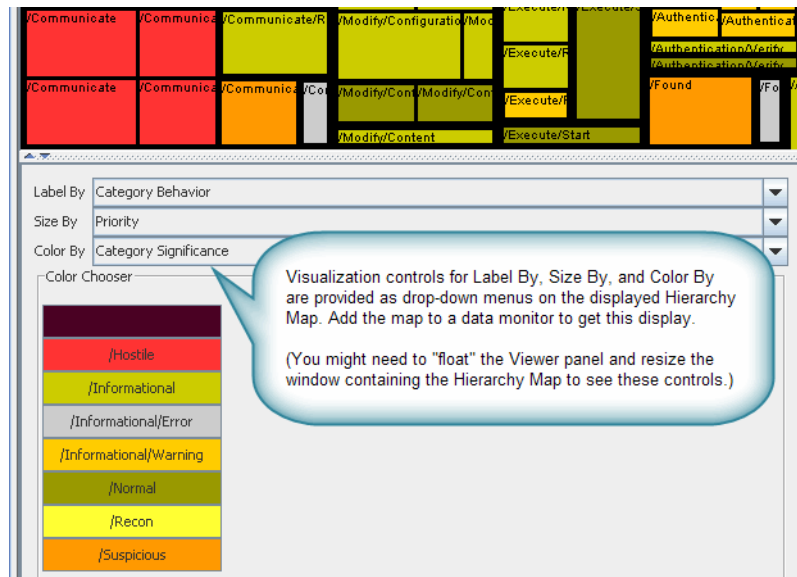 /Communicate /Communica /Communicate/R /Modify/Configuratio /Mod /Authentic /Authenticat
/Execute/R
/Authentication/Verify
/Authentication/Verify
/Communicate /Communica /Communica /Co /Modify/Cont /Modify/Con /Found /Fo
/Execute/
/Modify/Content /Execute/Start
Label By Category Behavior
Size By Priority
Color By Category Significance
Color Chooser
/Hostile
/Informational
/Informational/Error
/Informational/Warning
/Normal
/Recon
/Suspicious
Visualization controls for Label By, Size By, and Color By
are provided as drop-down menus on the displayed Hierarchy
Map. Add the map to a data monitor to get this display.
(You might need to "float" the Viewer panel and resize the
window containing the Hierarchy Map to see these controls.)